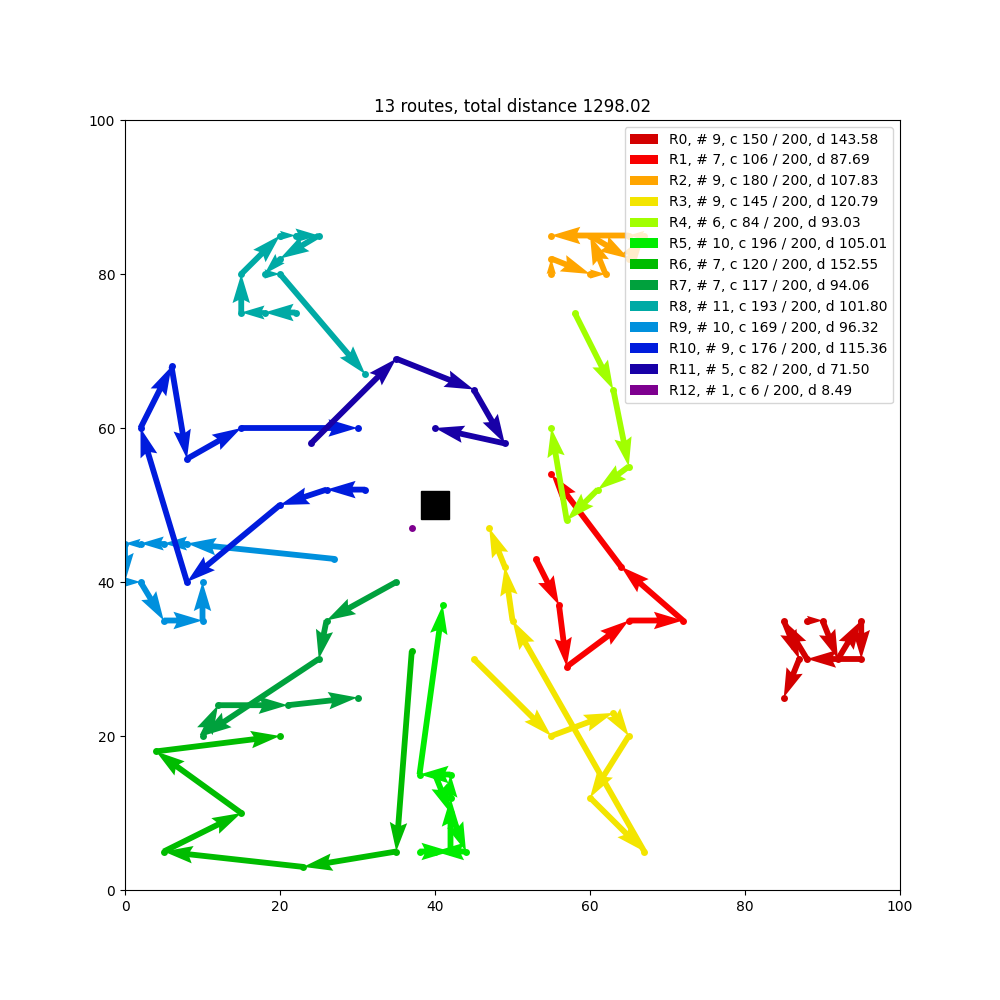 13 routes, total distance 1298.02
100
80
60
40
20
0
0 20 40 60 80 100
R0, # 9, c 150 / 200, d 143.58
R1, # 7, c 106 / 200, d 87.69
R2, # 9, c 180 / 200, d 107.83
R3, # 9, c 145 / 200, d 120.79
R4, # 6, c 84 / 200, d 93.03
R5, # 10, c 196 / 200, d 105.01
R6, # 7, c 120 / 200, d 152.55
R7, # 7, c 117 / 200, d 94.06
R8, # 11, c 193 / 200, d 101.80
R9, # 10, c 169 / 200, d 96.32
R10, # 9, c 176 / 200, d 115.36
R11, # 5, c 82 / 200, d 71.50
R12, # 1, c 6 / 200, d 8.49